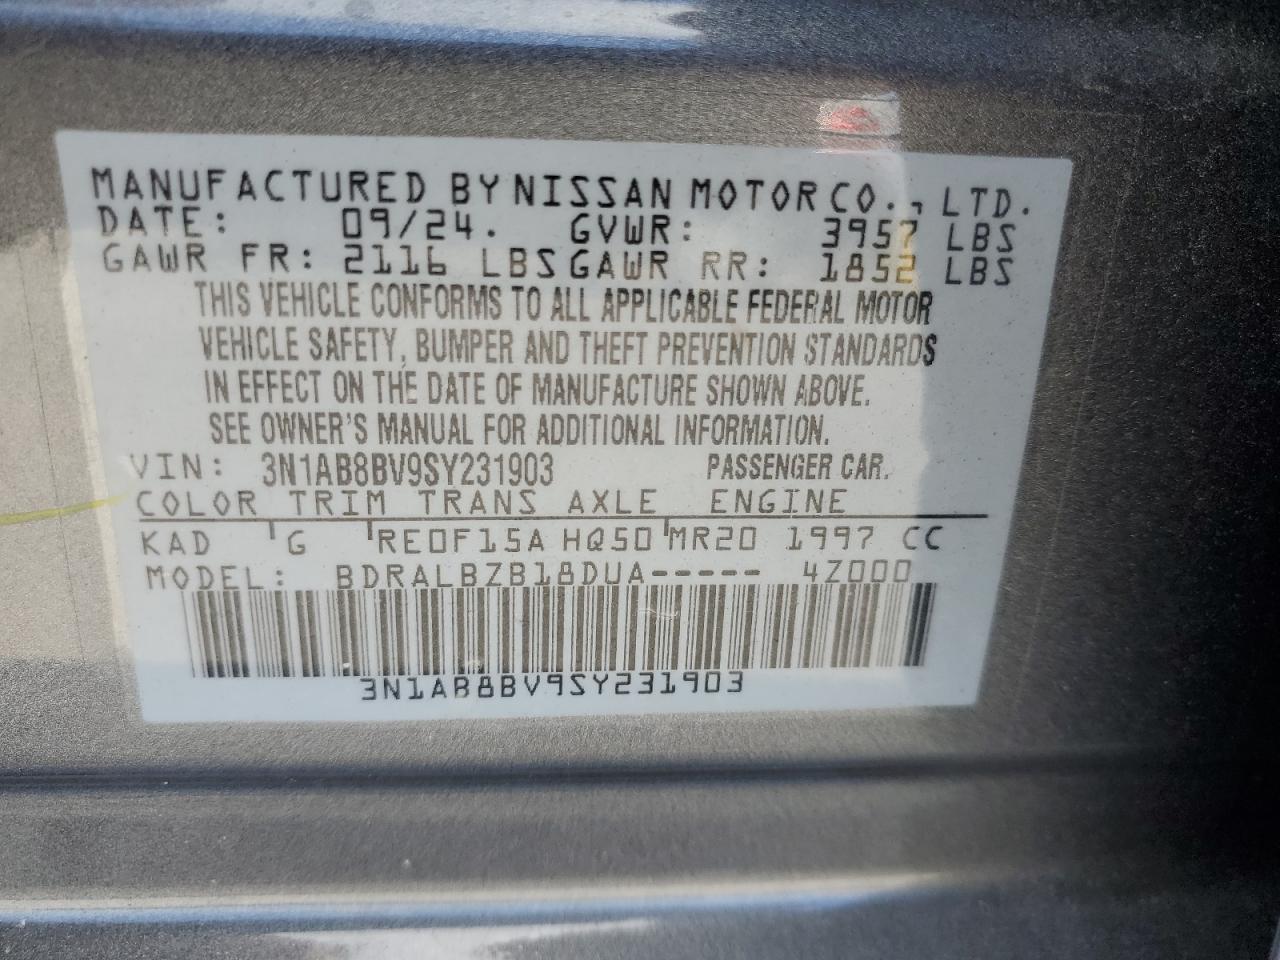 MANUFACTURED BY NISSAN MOTOR CO., LTD.
DATE: 09/24. GVWR: 3957 LBS
GAWR FR: 2116 LBS GAWR RR: 1852 LBS
THIS VEHICLE CONFORMS TO ALL APPLICABLE FEDERAL MOTOR
VEHICLE SAFETY, BUMPER AND THEFT PREVENTION STANDARDS
IN EFFECT ON THE DATE OF MANUFACTURE SHOWN ABOVE.
SEE OWNER'S MANUAL FOR ADDITIONAL INFORMATION.
VIN: 3N1AB8BV9SY231903 PASSENGER CAR.
COLOR TRIM TRANS AXLE ENGINE
KAD G RE0F15A HQ50 MR20 1997 CC
MODEL: BDRALBZB18DUA----- 4Z000
3N1AB8BV9SY231903